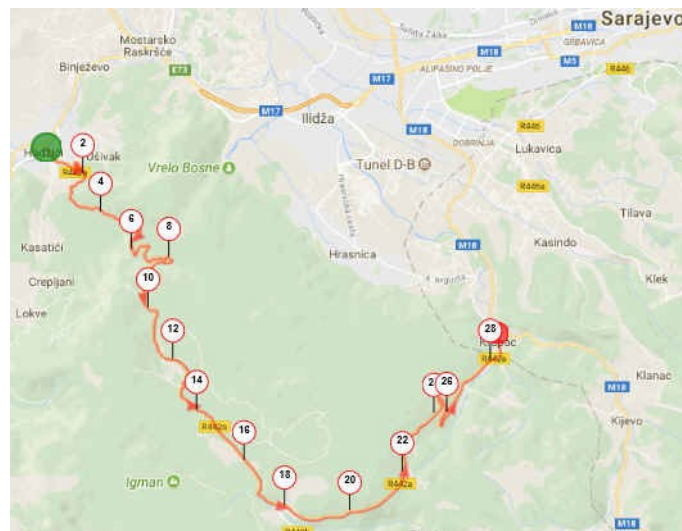 Sarajevo
Mostarsko
Raskršće
M18
GRBAVICA
Binježevo
M17
M5
E73
ALIPAŠINO POLJE
R446
M17
Ilidža
M18
R446
2
DOBRINJA
Lukavica
Vrelo Bosne
Tunel D-B
R446a
4
8
6
Tilava
Kasatići
Hrasnica
M18
Kasindo
Crepljani
10
Klek
Lokve
28
12
R442a
Klanac
14
2
26
M18
R442a
16
22
Kijevo
Igman
18
20
R442a
M18